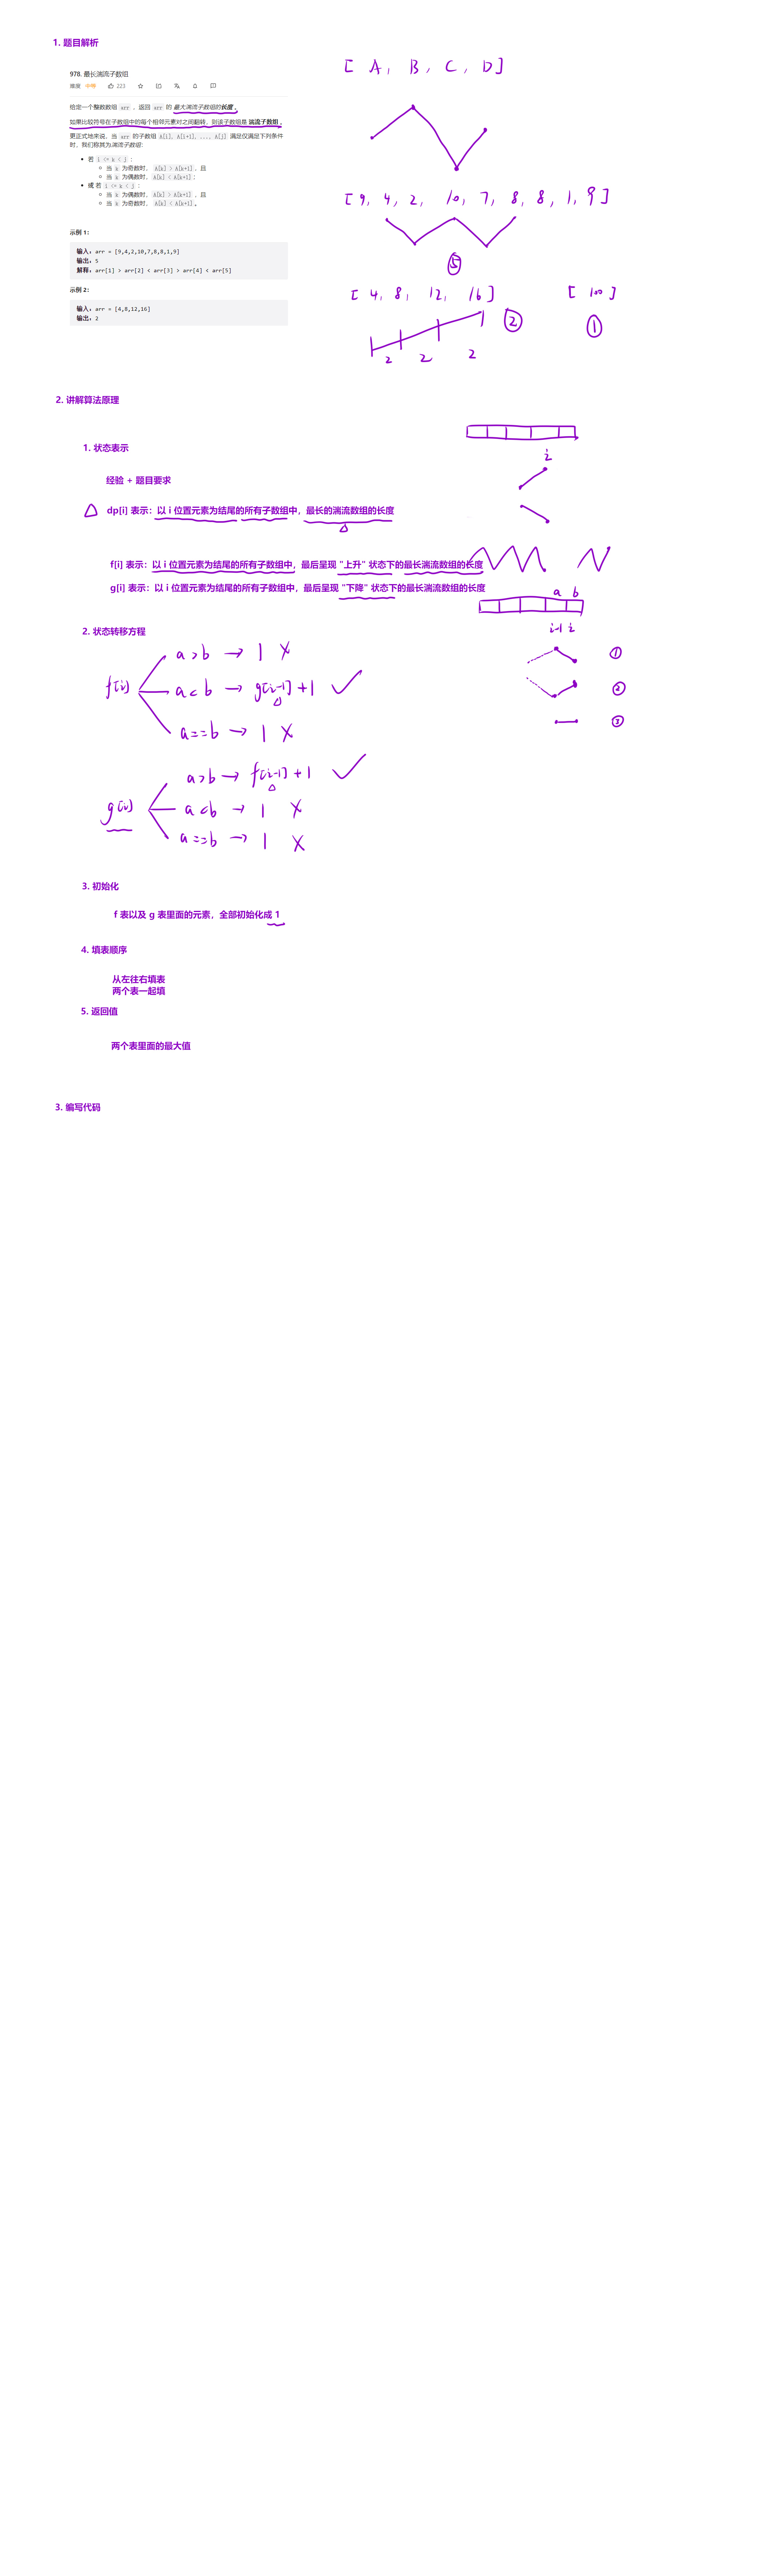 1. 题目解析
978. 最长湍流子数组
难度 中等 223
给定一个整数数组 arr ，返回 arr 的 最大湍流子数组的长度 。
如果比较符号在子数组中的每个相邻元素对之间翻转，则该子数组是 湍流子数组 。
更正式地来说，当 arr 的子数组 A[i], A[i+1], ..., A[j] 满足仅满足下列条件
时，我们称其为湍流子数组：
若 i <= k < j ：
当 k 为奇数时， A[k] > A[k+1]，且
当 k 为偶数时，A[k] < A[k+1]；
或 若 i <= k < j ：
当 k 为偶数时，A[k] > A[k+1] ，且
当 k 为奇数时， A[k] < A[k+1]。
示例 1：
输入：arr = [9,4,2,10,7,8,8,1,9]
输出：5
解释：arr[1] > arr[2] < arr[3] > arr[4] < arr[5]
示例 2：
输入：arr = [4,8,12,16]
输出：2
[ A, B, C, D]
[9, 4, 2, 10, 7, 8, 8, 1, 9]
5
[4, 8, 12, 16]
2
2 2 2
[100]
1
2. 讲解算法原理
1. 状态表示
经验 + 题目要求
dp[i] 表示：以 i 位置元素为结尾的所有子数组中，最长的湍流数组的长度
f[i] 表示：以 i 位置元素为结尾的所有子数组中，最后呈现 "上升" 状态下的最长湍流数组的长度
g[i] 表示：以 i 位置元素为结尾的所有子数组中，最后呈现 "下降" 状态下的最长湍流数组的长度
i
a b
i-1 i
①
②
③
2. 状态转移方程
f[i]
a > b → 1 ×
a < b → g[i-1] + 1 ✓
a == b → 1 ×
g[i]
a > b → f[i-1] + 1 ✓
a < b → 1 ×
a == b → 1 ×
3. 初始化
f 表以及 g 表里面的元素，全部初始化成 1
4. 填表顺序
从左往右填表
两个表一起填
5. 返回值
两个表里面的最大值
3. 编写代码